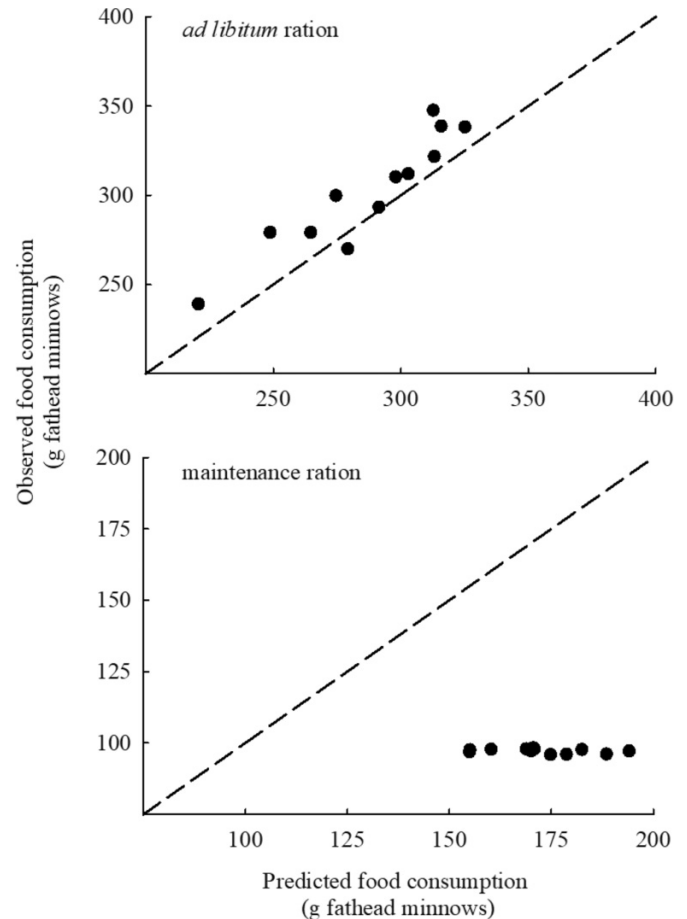 400
ad libitum ration
350
300
250
250 300 350 400
Observed food consumption
(g fathead minnows)
200
maintenance ration
175
150
125
100
100 125 150 175 200
Predicted food consumption
(g fathead minnows)